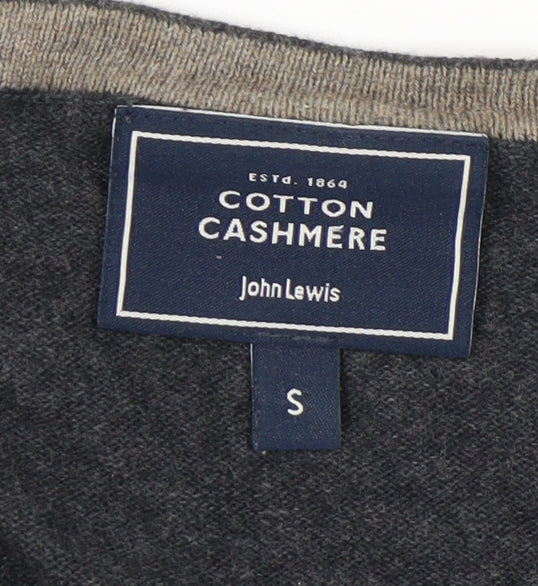 ESTd. 1864
COTTON
CASHMERE
John Lewis
S